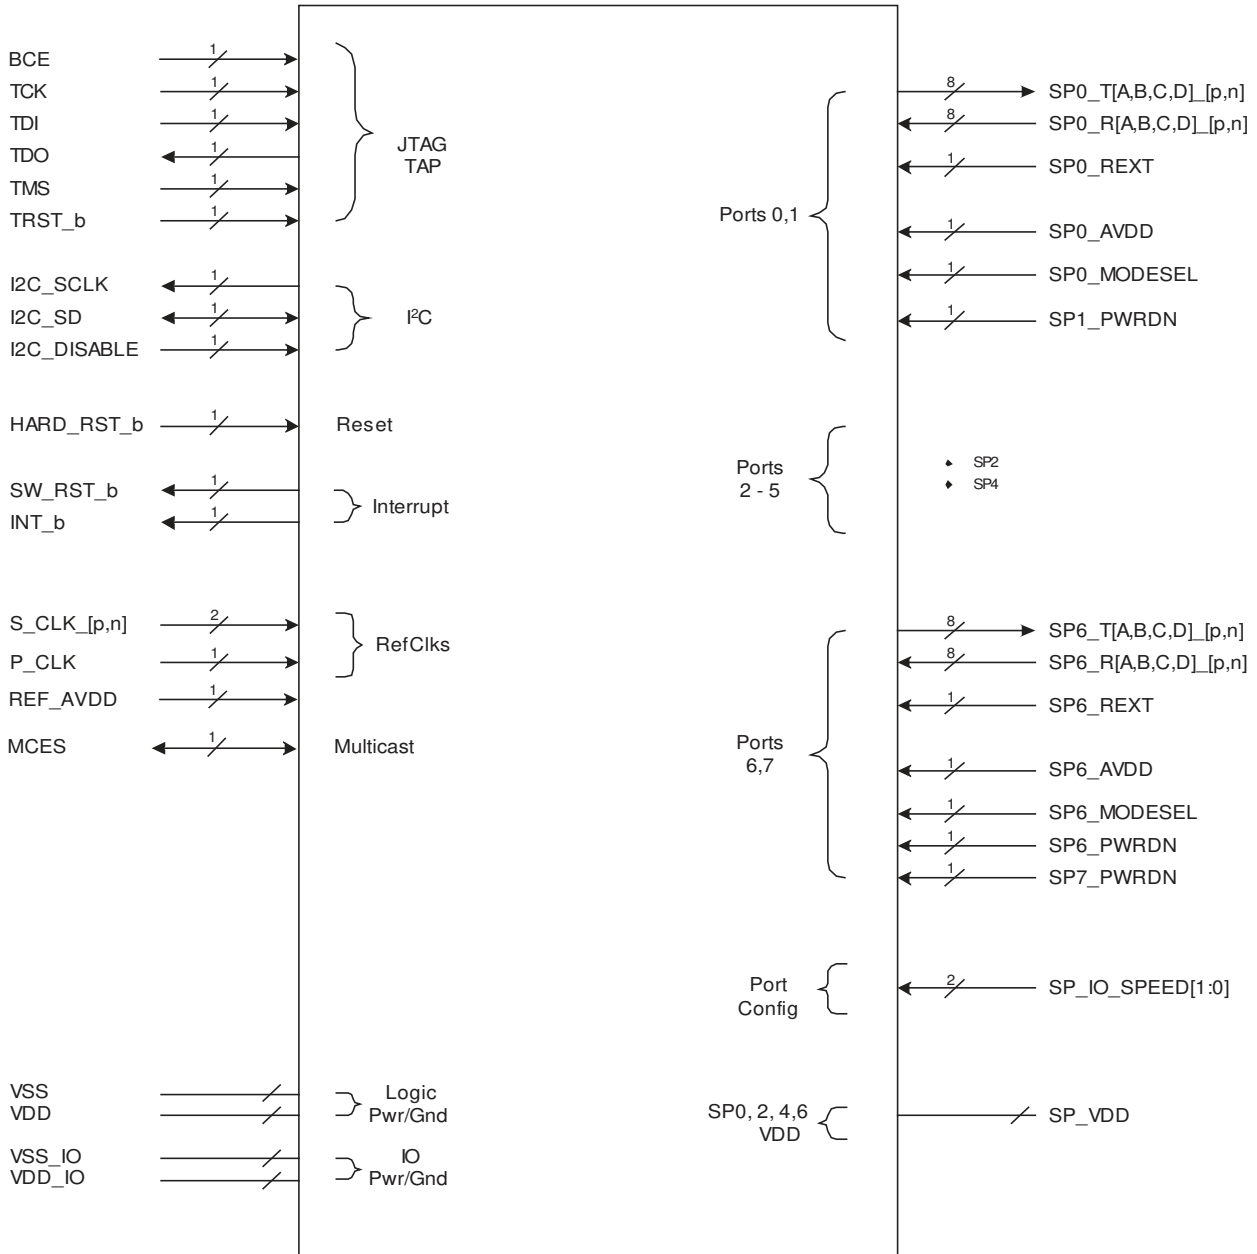 BCE 1
TCK 1
TDI 1
TDO 1
TMS 1
TRST_b 1
JTAG
TAP
I2C_SCLK 1
I2C_SD 1
I2C_DISABLE 1
I²C
HARD_RST_b 1 Reset
SW_RST_b 1
INT_b 1
Interrupt
S_CLK_[p,n] 2
P_CLK 1
RefClks
REF_AVDD 1
MCES 1 Multicast
VSS
VDD
Logic
Pwr/Gnd
VSS_IO
VDD_IO
IO
Pwr/Gnd
Ports 0,1
8 SP0_T[A,B,C,D]_[p,n]
8 SP0_R[A,B,C,D]_[p,n]
1 SP0_REXT
1 SP0_AVDD
1 SP0_MODESEL
1 SP1_PWRDN
Ports
2 - 5
SP2
SP4
Ports
6,7
8 SP6_T[A,B,C,D]_[p,n]
8 SP6_R[A,B,C,D]_[p,n]
1 SP6_REXT
1 SP6_AVDD
1 SP6_MODESEL
1 SP6_PWRDN
1 SP7_PWRDN
Port
Config
2 SP_IO_SPEED[1:0]
SP0, 2, 4,6
VDD
SP_VDD